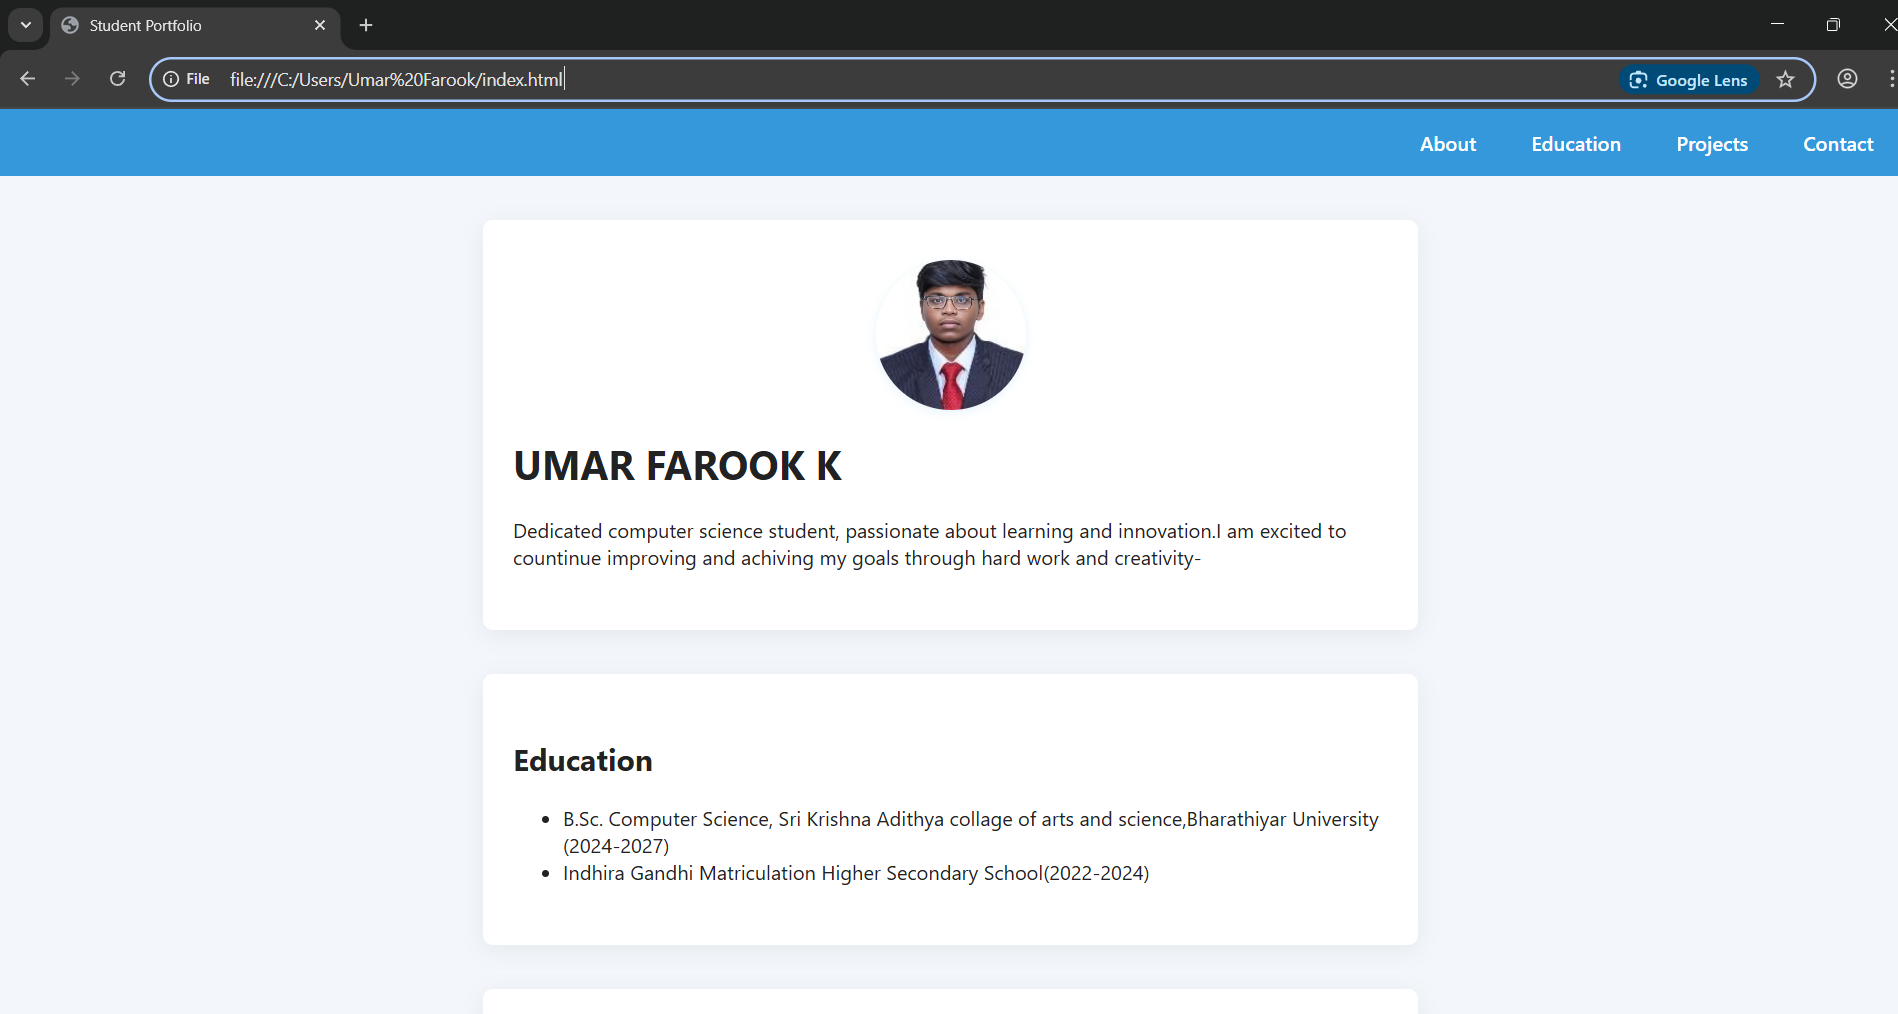 Student Portfolio
File file:///C:/Users/Umar%20Farook/index.html Google Lens
About Education Projects Contact
UMAR FAROOK K
Dedicated computer science student, passionate about learning and innovation.I am excited to
countinue improving and achiving my goals through hard work and creativity-
Education
• B.Sc. Computer Science, Sri Krishna Adithya collage of arts and science,Bharathiyar University
(2024-2027)
• Indhira Gandhi Matriculation Higher Secondary School(2022-2024)